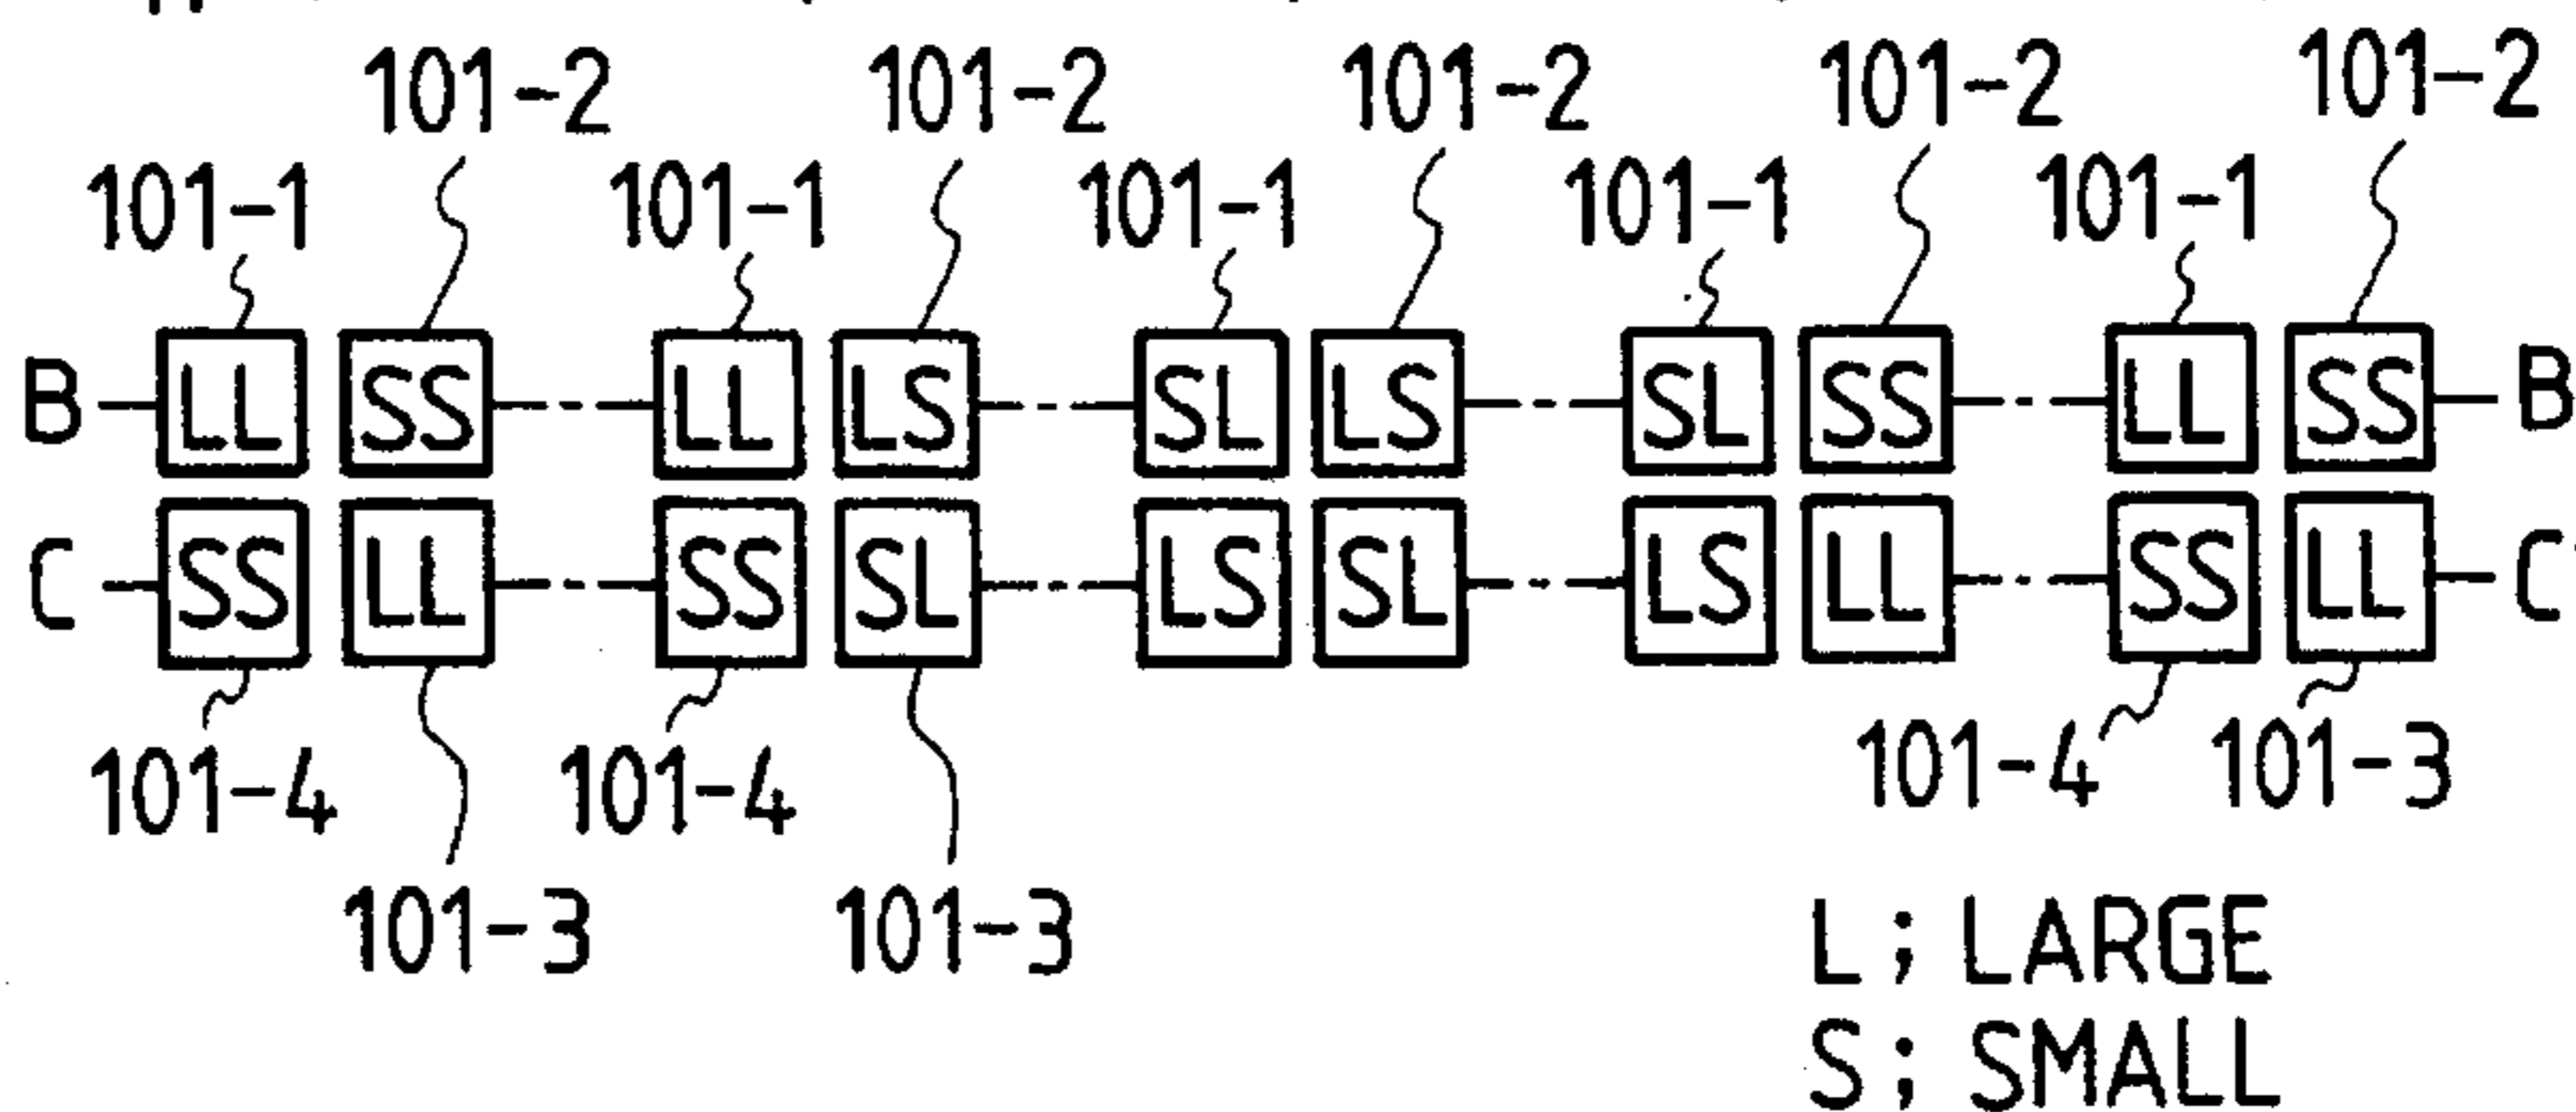 101-2 101-2 101-2 101-2 101-2
101-1 101-1 101-1 101-1 101-1
B LL SS LL LS SL LS SL SS LL SS B
C SS LL SS SL LS SL LS LL SS LL C
101-4 101-4 101-4 101-3
101-3 101-3
L ; LARGE
S ; SMALL